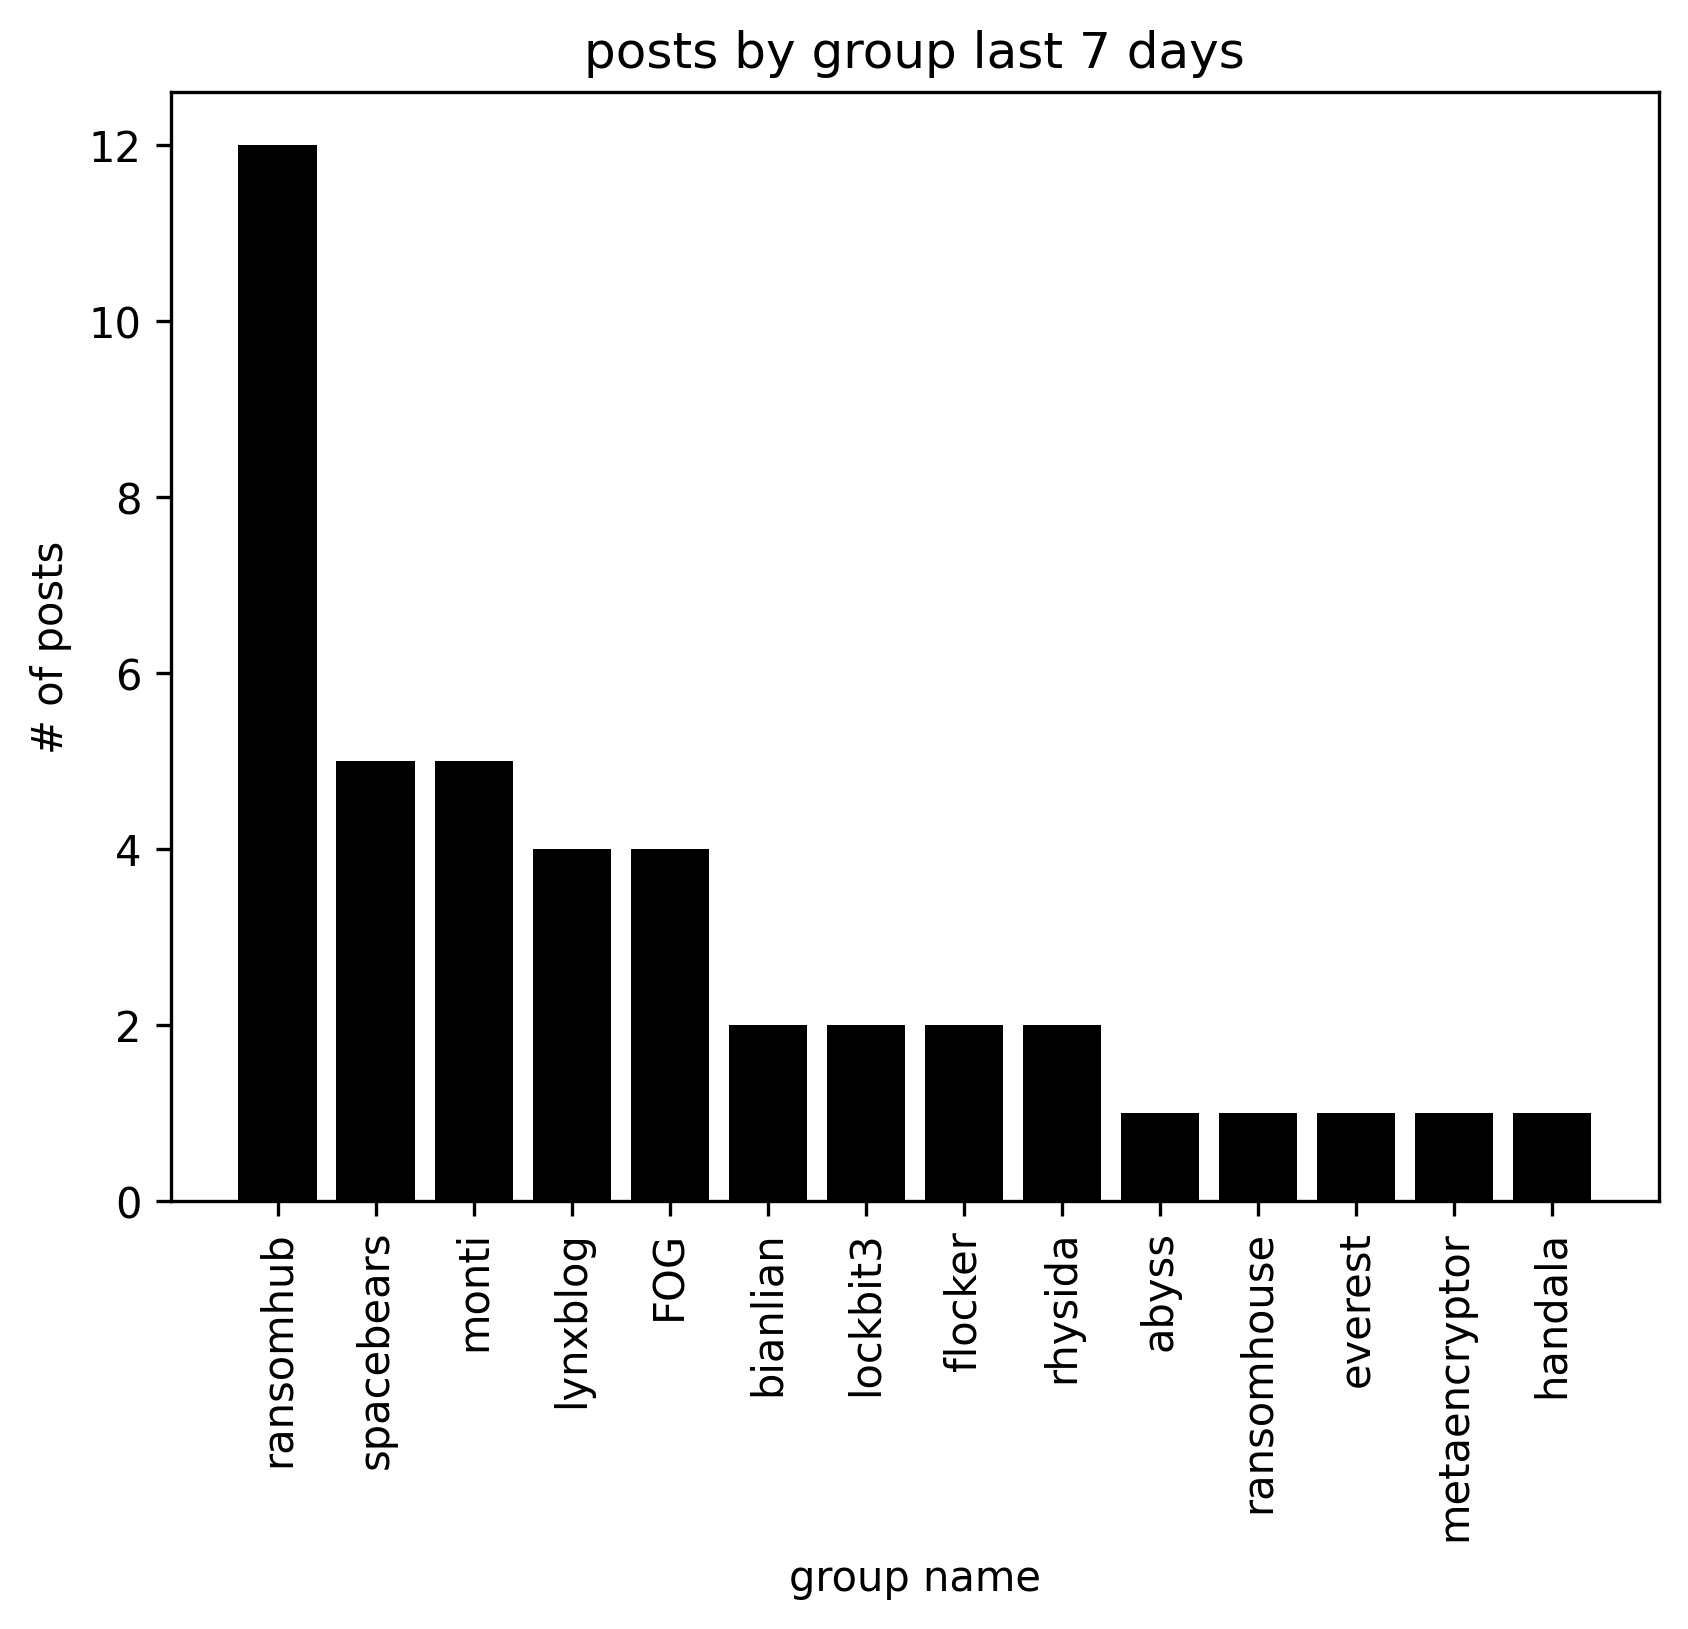 posts by group last 7 days
12
10
8
6
4
2
0
# of posts
ransomhub
spacebears
monti
lynxblog
FOG
bianlian
lockbit3
flocker
rhysida
abyss
ransomhouse
everest
metaencryptor
handala
group name